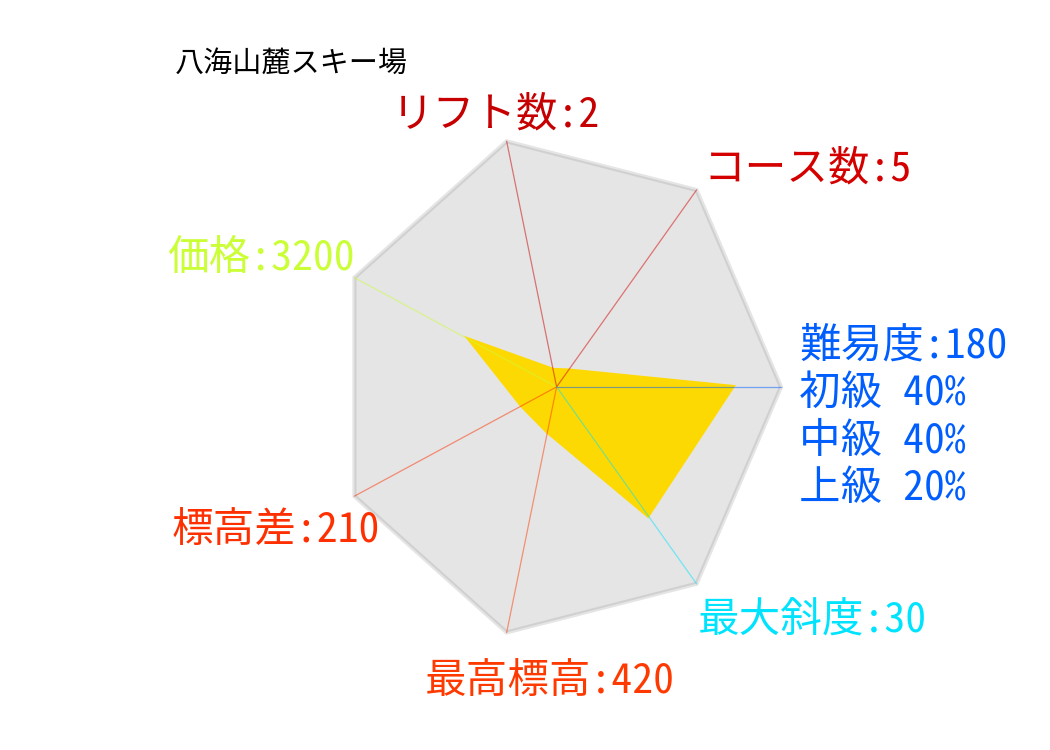 八海山麓スキー場
リフト数:2
コース数:5
価格:3200
難易度:180
初級 40%
中級 40%
上級 20%
標高差:210
最大斜度:30
最高標高:420